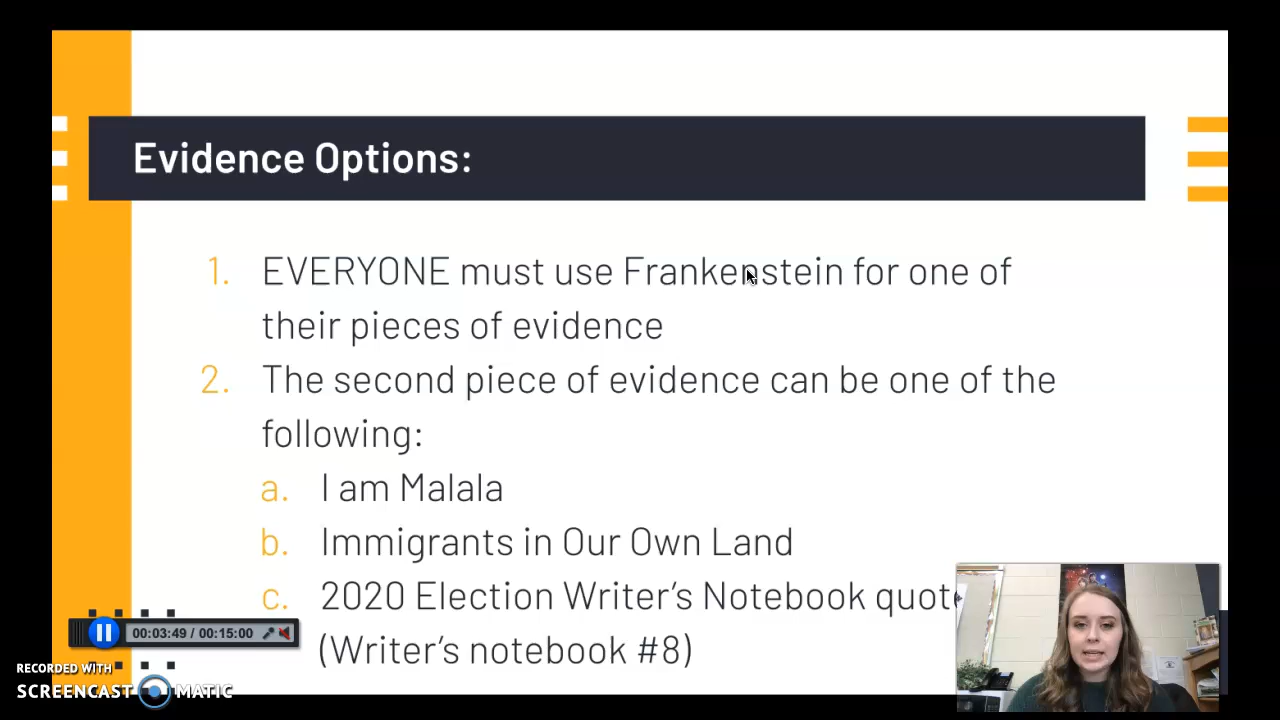 Evidence Options:
1. EVERYONE must use Frankenstein for one of
their pieces of evidence
2. The second piece of evidence can be one of the
following:
a. I am Malala
b. Immigrants in Our Own Land
c. 2020 Election Writer's Notebook quot
(Writer's notebook #8)
00:03:49 / 00:15:00
RECORDED WITH
SCREENCAST MATIC